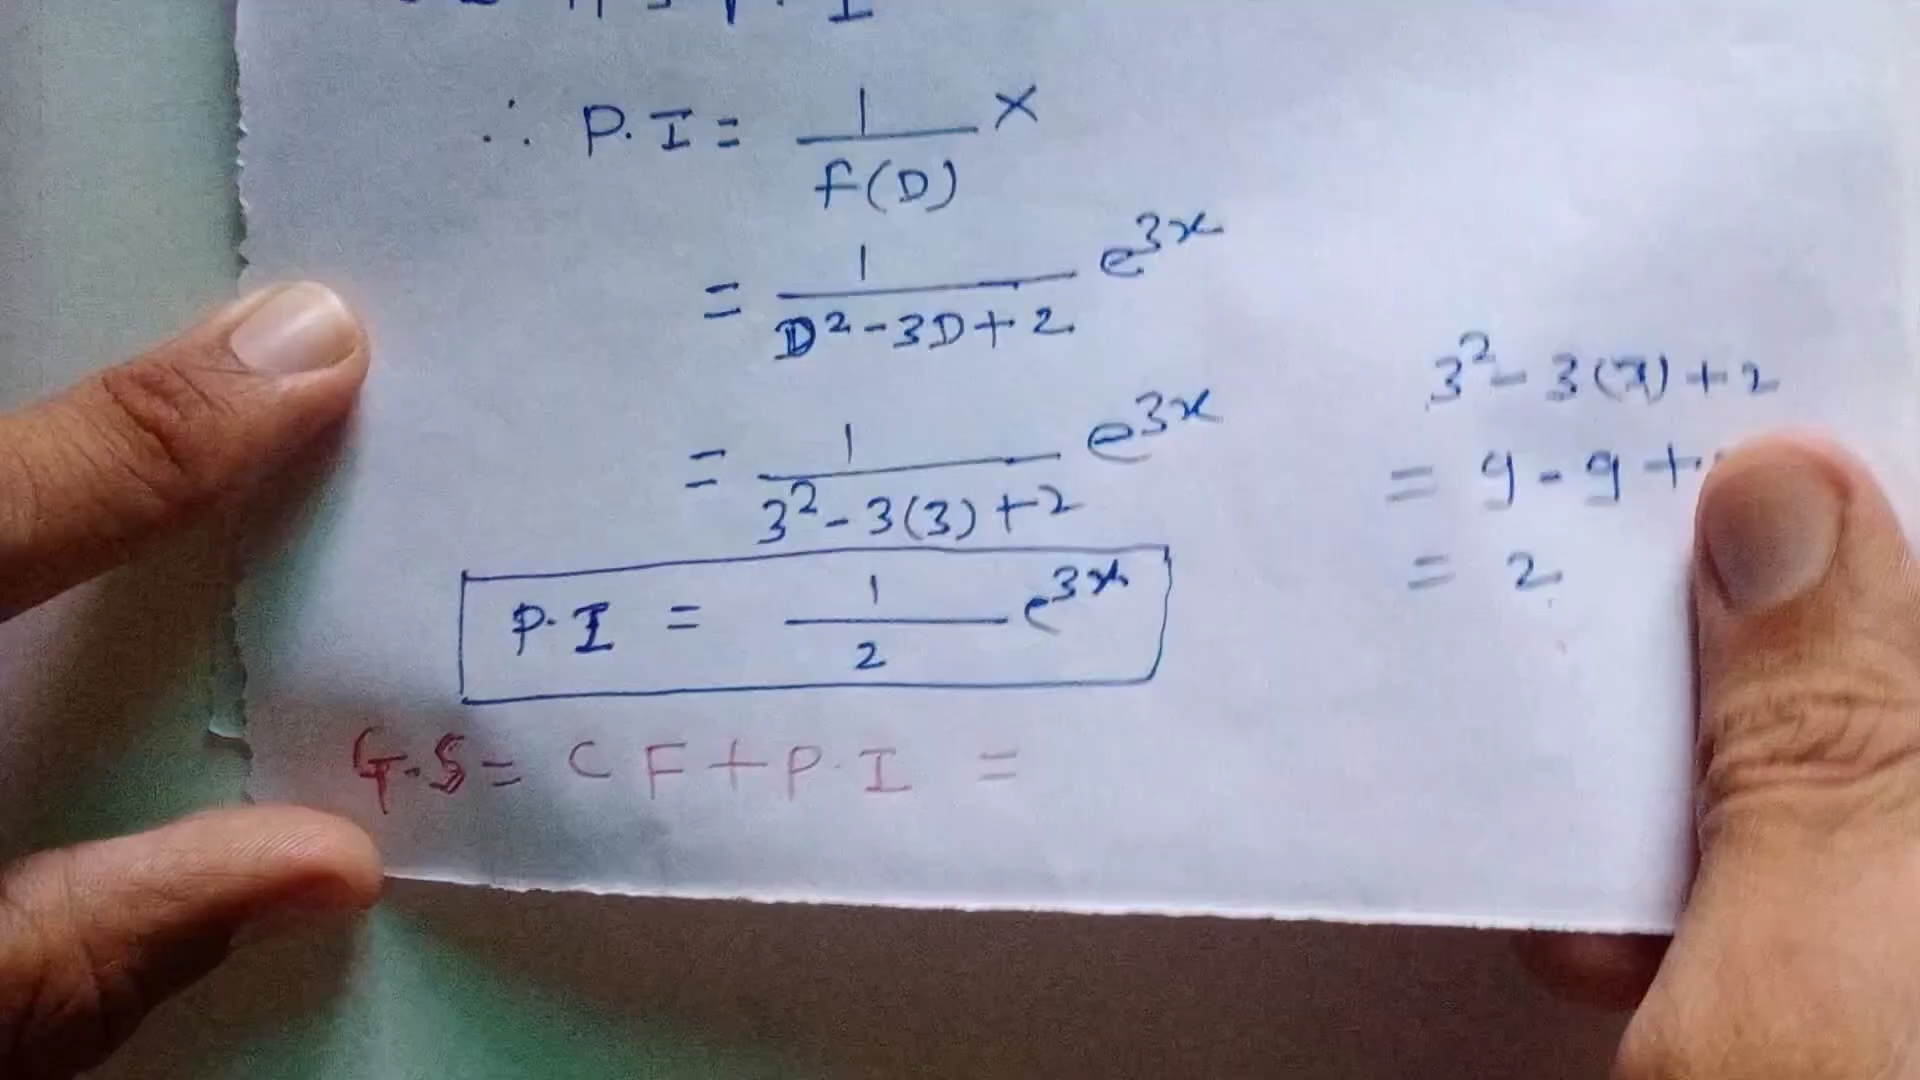 ∴ P.I = 1/f(D) X
= 1/(D²-3D+2) e^3x
= 1/(3²-3(3)+2) e^3x
P.I = 1/2 e^3x
G.S = C F + P.I =
3²-3(3)+2
= 9-9+
= 2